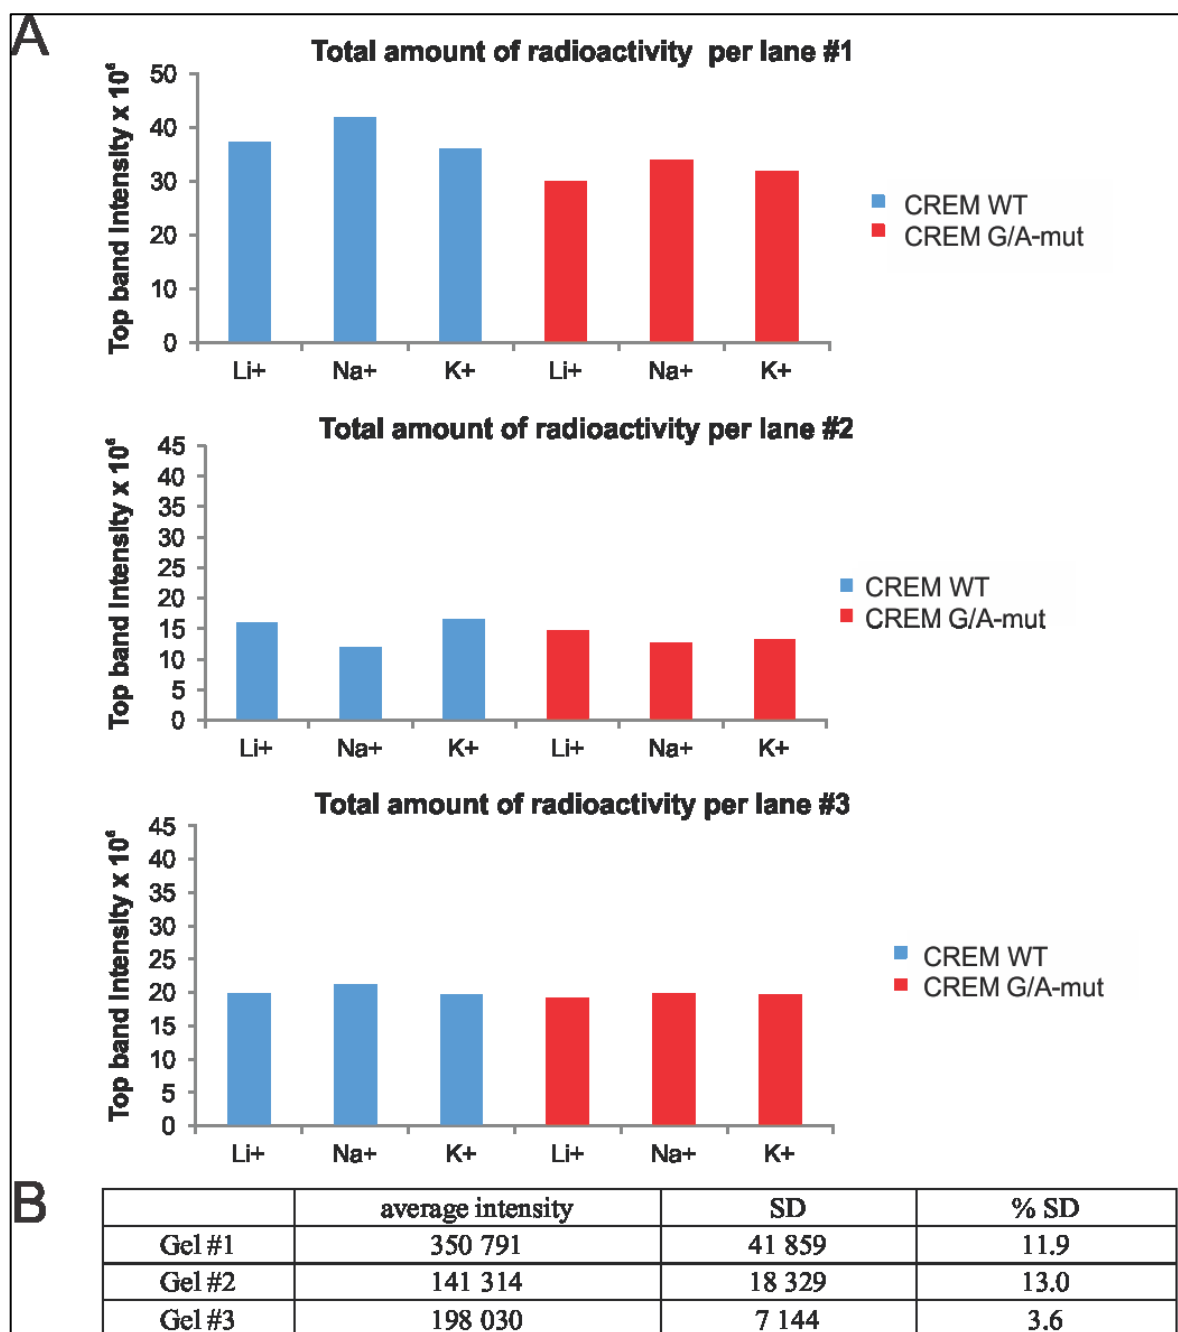 A
Total amount of radioactivity per lane #1
Top band Intensity x 10⁶
50
40
30
20
10
0
Li+ Na+ K+ Li+ Na+ K+
CREM WT
CREM G/A-mut
Total amount of radioactivity per lane #2
Top band Intensity x 10⁶
45
40
35
30
25
20
15
10
5
0
Li+ Na+ K+ Li+ Na+ K+
CREM WT
CREM G/A-mut
Total amount of radioactivity per lane #3
Top band Intensity x 10⁶
45
40
35
30
25
20
15
10
5
0
Li+ Na+ K+ Li+ Na+ K+
CREM WT
CREM G/A-mut
B
average intensity SD % SD
Gel #1 350 791 41 859 11.9
Gel #2 141 314 18 329 13.0
Gel #3 198 030 7 144 3.6